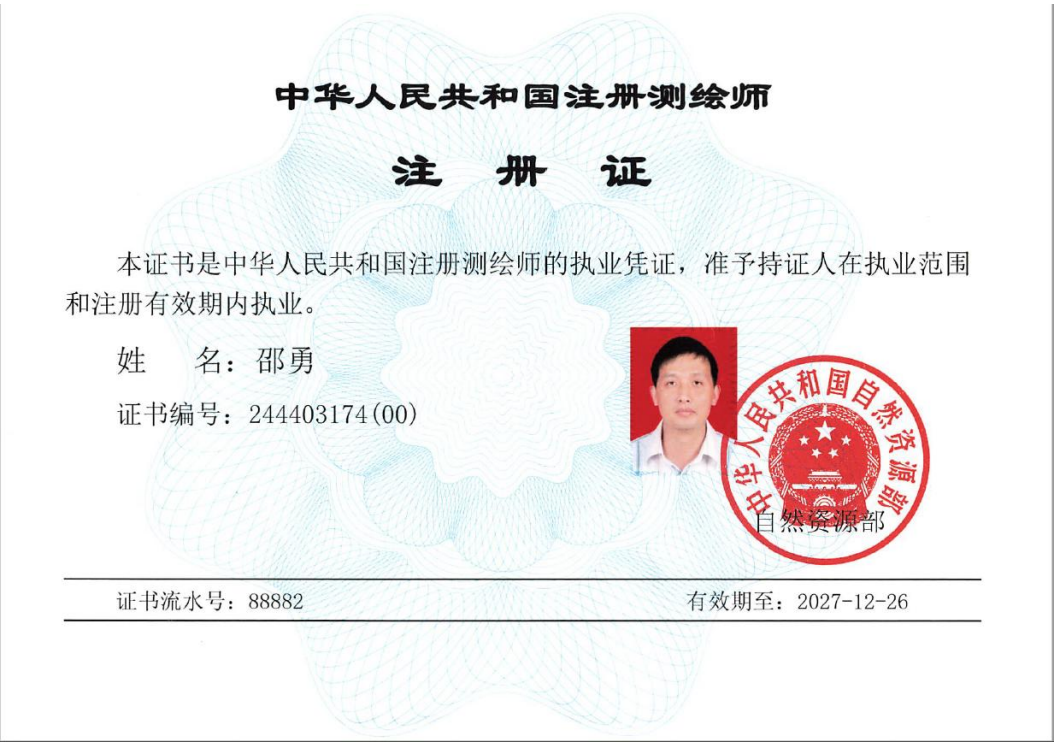 中华人民共和国注册测绘师
注 册 证
本证书是中华人民共和国注册测绘师的执业凭证，准予持证人在执业范围
和注册有效期内执业。
姓 名：邵勇
证书编号：244403174(00)
中华人民共和国自然资源部
自然资源部
证书流水号：88882
有效期至：2027-12-26